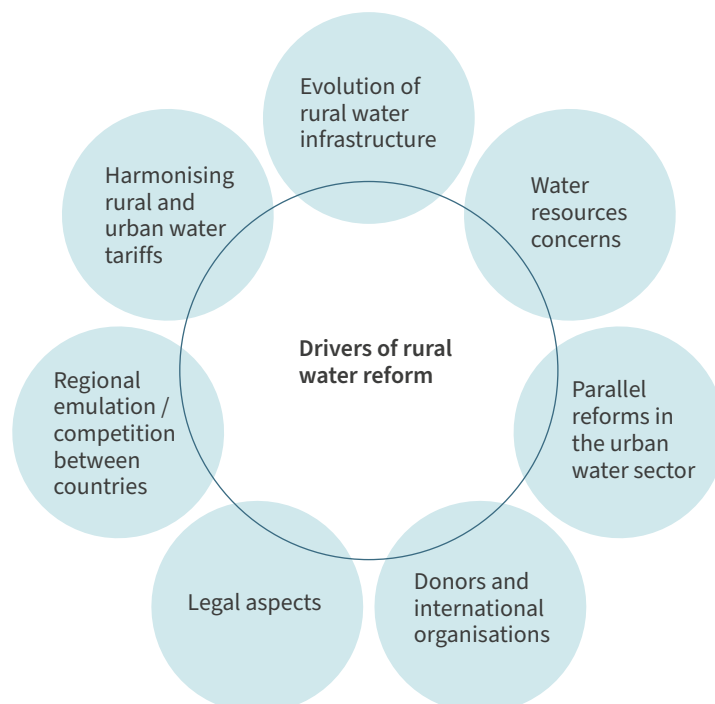 Evolution of
rural water
infrastructure
Water
resources
concerns
Parallel
reforms in
the urban
water sector
Donors and
international
organisations
Legal aspects
Regional
emulation /
competition
between
countries
Harmonising
rural and
urban water
tariffs
Drivers of rural
water reform